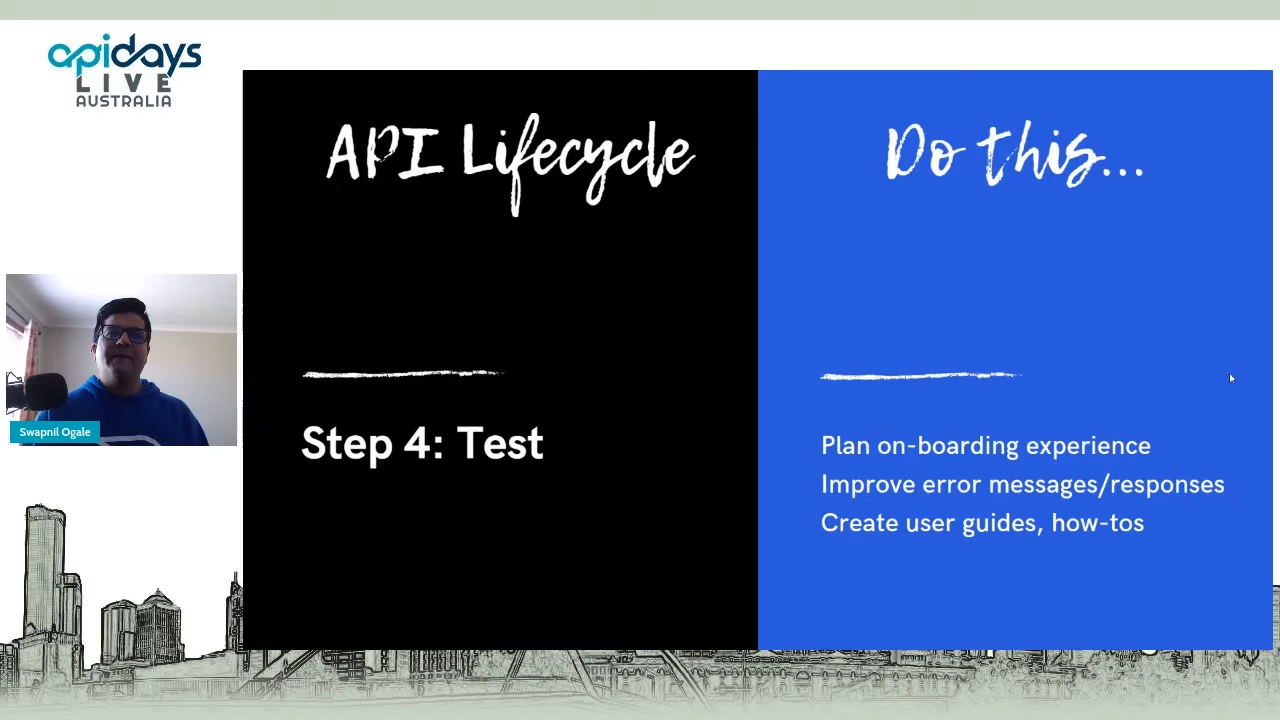 apidays
LIVE
AUSTRALIA
API Lifecycle
Do this...
Swapnil Ogale
Step 4: Test
Plan on-boarding experience
Improve error messages/responses
Create user guides, how-tos